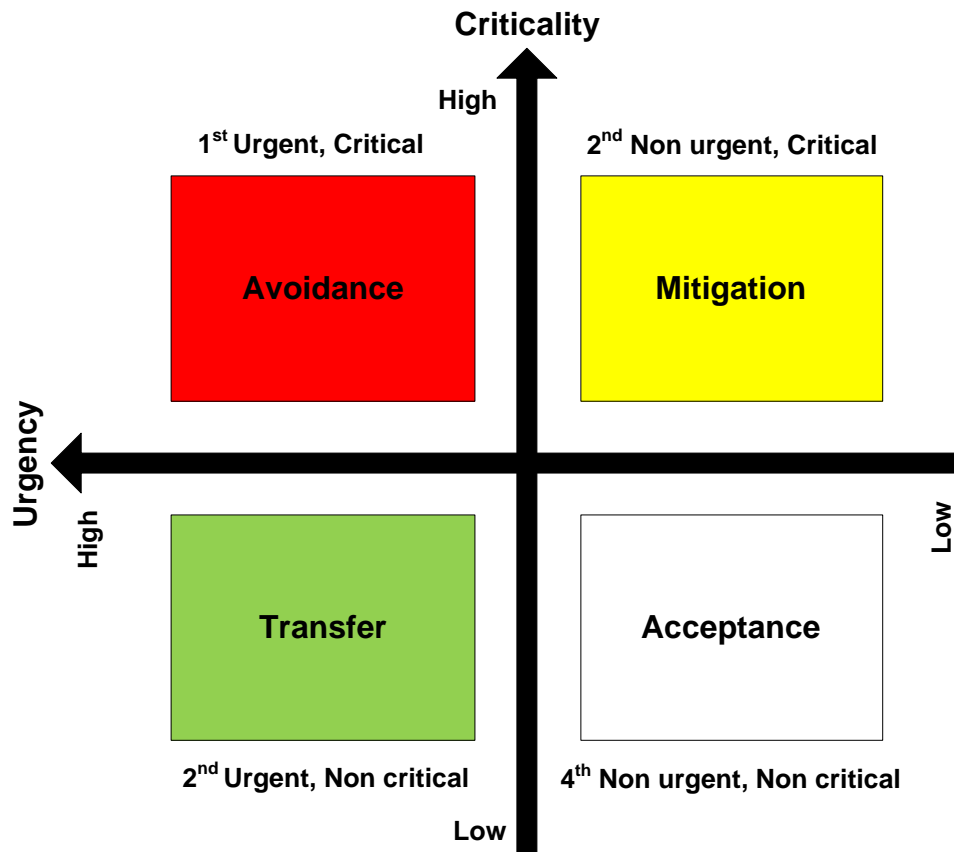 Criticality
High
1st Urgent, Critical
2nd Non urgent, Critical
Avoidance
Mitigation
Urgency
High
Low
Transfer
Acceptance
2nd Urgent, Non critical
4th Non urgent, Non critical
Low